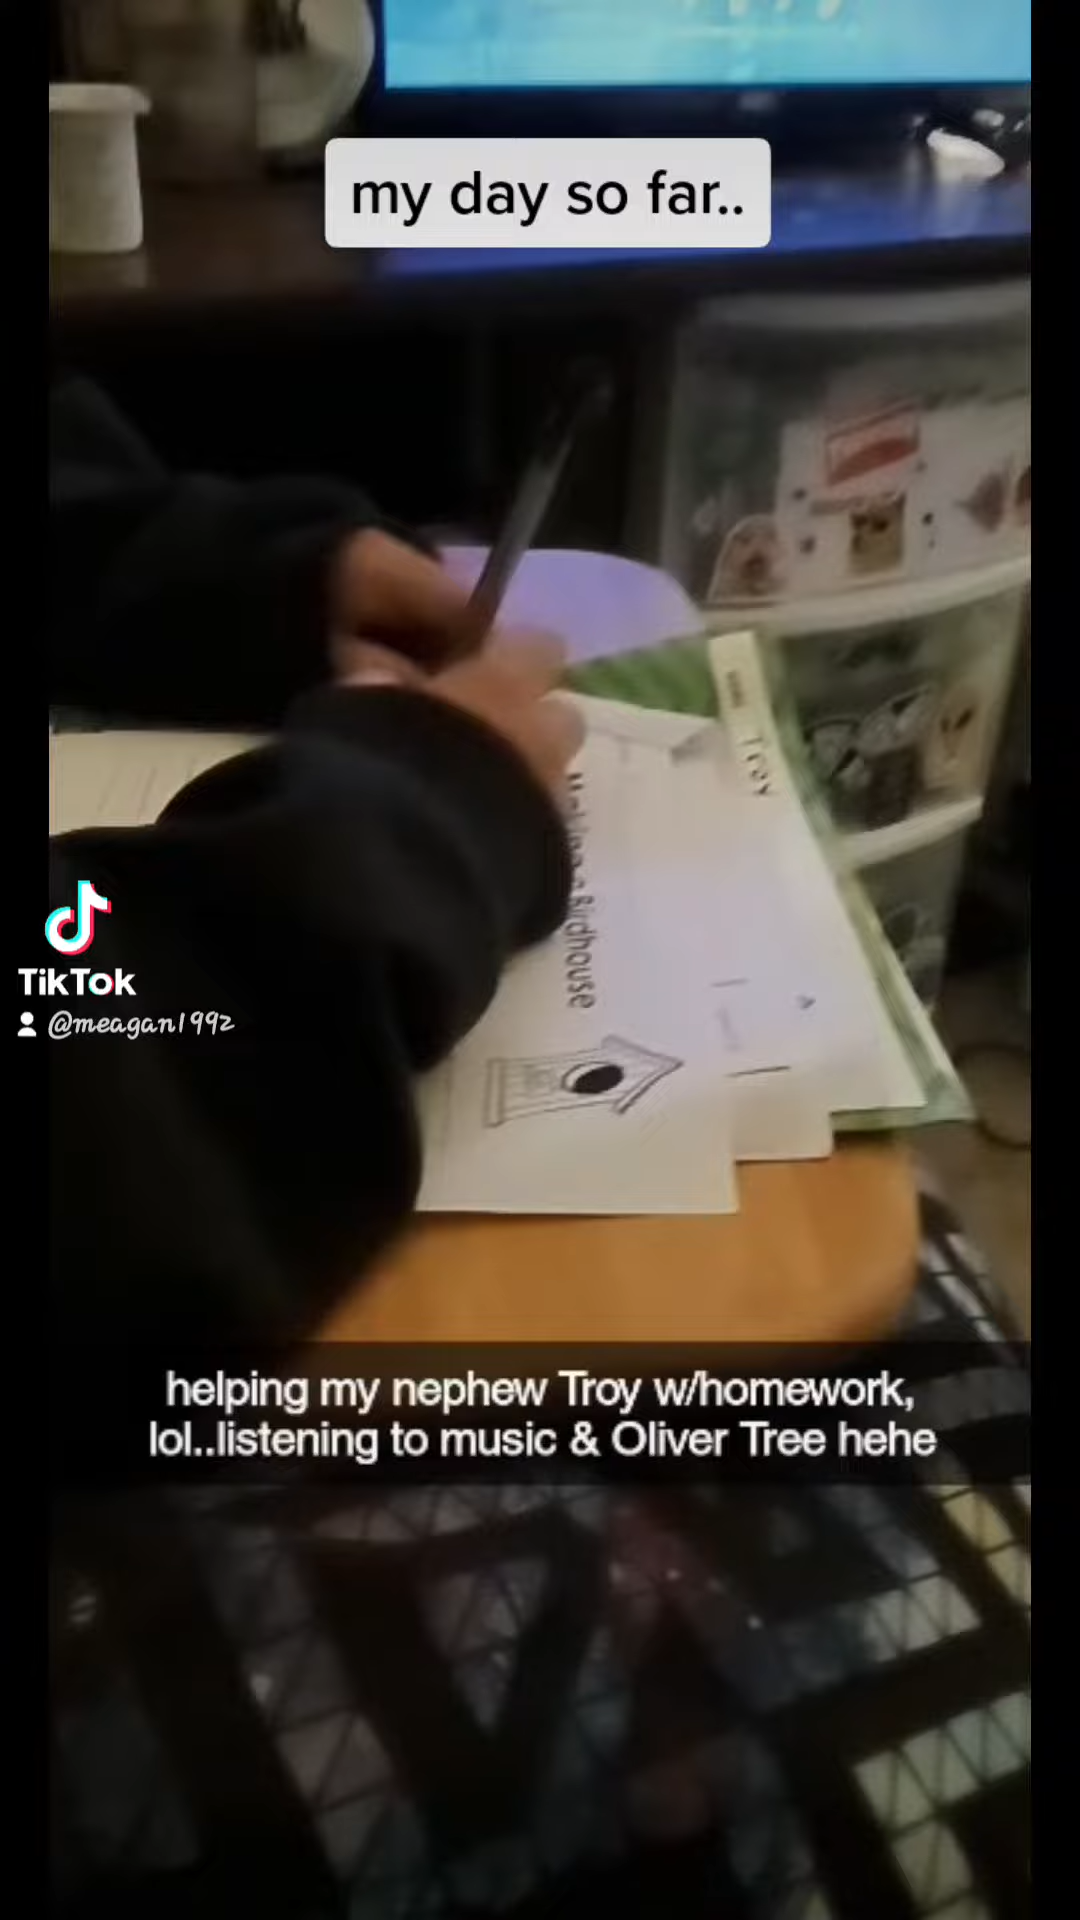 my day so far..
Troy
Making a Birdhouse
TikTok
@meagan1992
helping my nephew Troy w/homework,
lol..listening to music & Oliver Tree hehe